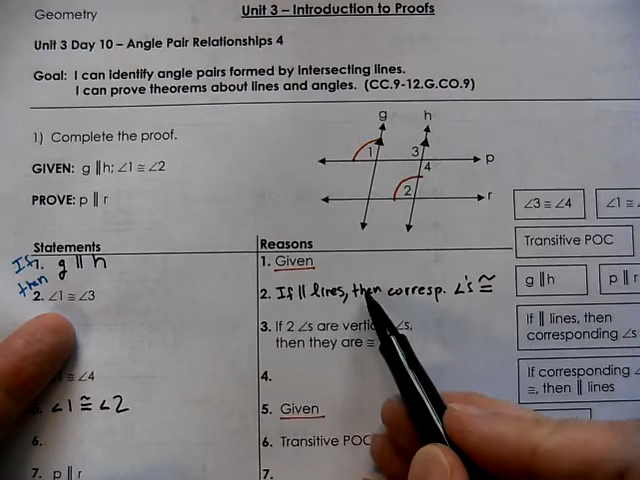 Geometry
Unit 3 – Introduction to Proofs
Unit 3 Day 10 – Angle Pair Relationships 4
Goal: I can identify angle pairs formed by intersecting lines.
I can prove theorems about lines and angles. (CC.9-12.G.CO.9)
1) Complete the proof.
GIVEN: g ∥ h; ∠1 ≅ ∠2
PROVE: p ∥ r
g h
1 3 p
4
2 r
∠3 ≅ ∠4 ∠1 ≅
Transitive POC
g ∥ h p ∥ r
If ∥ lines, then
corresponding ∠s
If corresponding
≅, then ∥ lines
Statements Reasons
If 1. g ∥ h 1. Given
then
2. ∠1 ≅ ∠3 2. If ∥ lines, then corresp. ∠'s ≅
3. If 2 ∠s are ∠s,
then they are ≅
≅ ∠4 4.
∠1 ≅ ∠2 5. Given
6. 6. Transitive POC
7. p ∥ r 7.